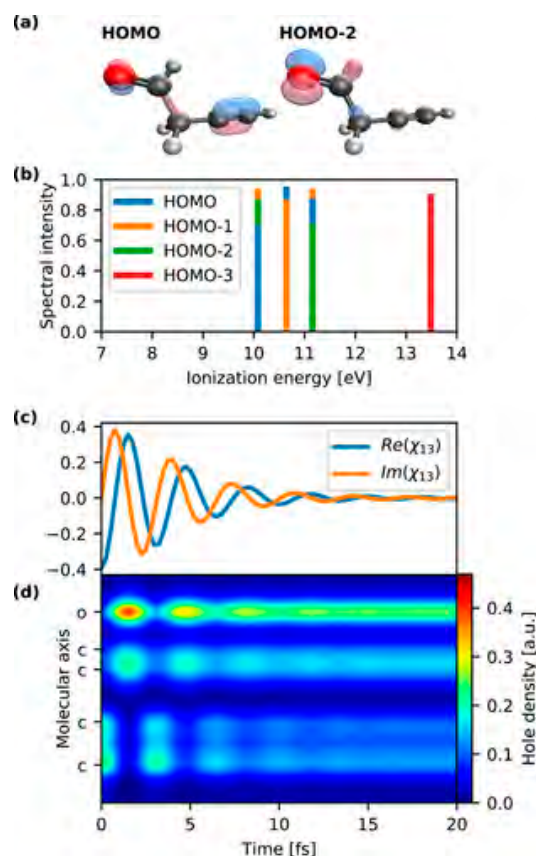 (a)
HOMO HOMO-2
(b)
1.0
0.8
0.6
0.4
0.2
0.0
Spectral intensity
HOMO
HOMO-1
HOMO-2
HOMO-3
7 8 9 10 11 12 13 14
Ionization energy [eV]
(c)
0.4
0.2
0.0
−0.2
−0.4
Re(χ₁₃)
Im(χ₁₃)
(d)
Molecular axis
O
C
C
C
C
0 5 10 15 20
Time [fs]
0.4
0.3
0.2
0.1
0.0
Hole density [a.u.]